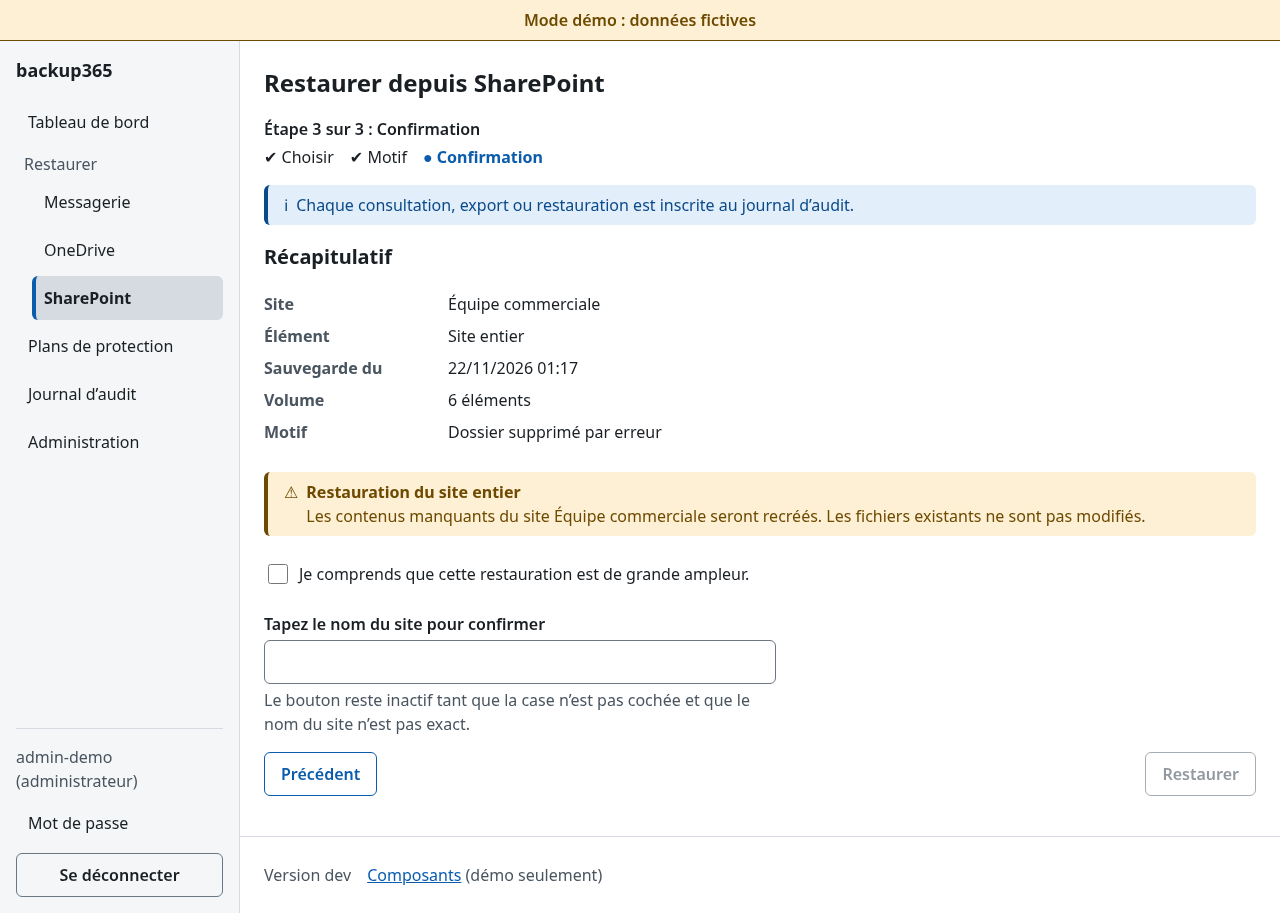 Mode démo : données fictives
backup365
Tableau de bord
Restaurer
Messagerie
OneDrive
SharePoint
Plans de protection
Journal d’audit
Administration
admin-demo
(administrateur)
Mot de passe
Se déconnecter
Restaurer depuis SharePoint
Étape 3 sur 3 : Confirmation
✔ Choisir ✔ Motif ● Confirmation
i Chaque consultation, export ou restauration est inscrite au journal d’audit.
Récapitulatif
Site Équipe commerciale
Élément Site entier
Sauvegarde du 22/11/2026 01:17
Volume 6 éléments
Motif Dossier supprimé par erreur
⚠ Restauration du site entier
Les contenus manquants du site Équipe commerciale seront recréés. Les fichiers existants ne sont pas modifiés.
Je comprends que cette restauration est de grande ampleur.
Tapez le nom du site pour confirmer
Le bouton reste inactif tant que la case n’est pas cochée et que le
nom du site n’est pas exact.
Précédent Restaurer
Version dev Composants (démo seulement)